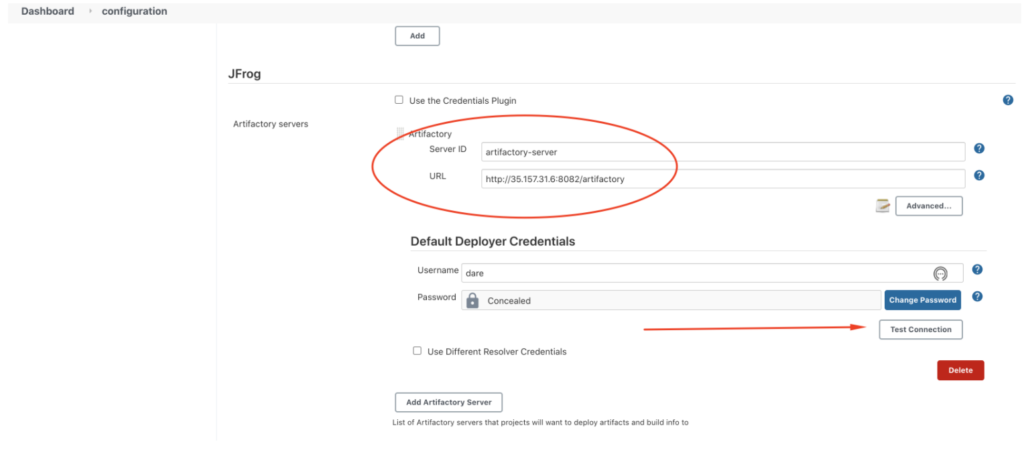 Dashboard › configuration
Add
JFrog
Use the Credentials Plugin ?
Artifactory servers
Artifactory
Server ID artifactory-server ?
URL http://35.157.31.6:8082/artifactory ?
Advanced...
Default Deployer Credentials
Username dare ?
Password Concealed Change Password ?
Test Connection
Use Different Resolver Credentials
Delete
Add Artifactory Server
List of Artifactory servers that projects will want to deploy artifacts and build info to